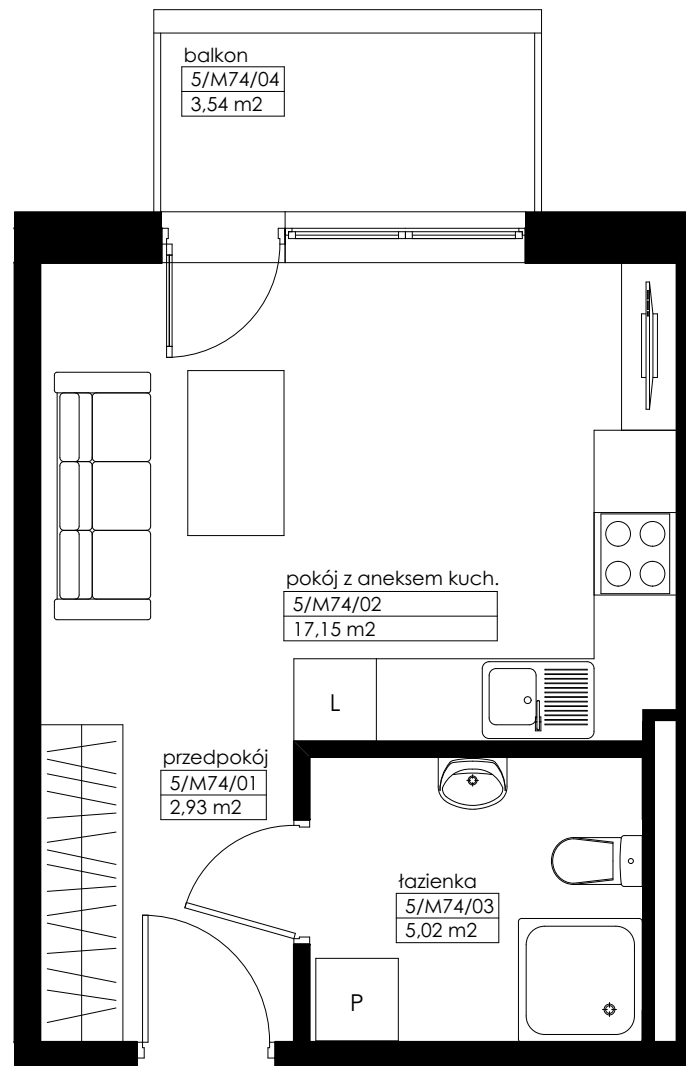 balkon
5/M74/04
3,54 m2
pokój z aneksem kuch.
5/M74/02
17,15 m2
L
przedpokój
5/M74/01
2,93 m2
łazienka
5/M74/03
5,02 m2
P